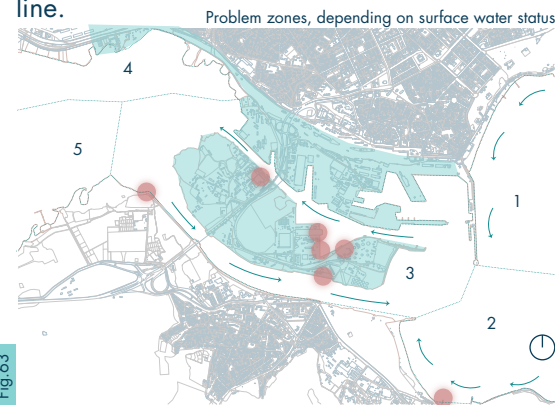 line.
Problem zones, depending on surface water status
4
5
1
3
2
Fig.63